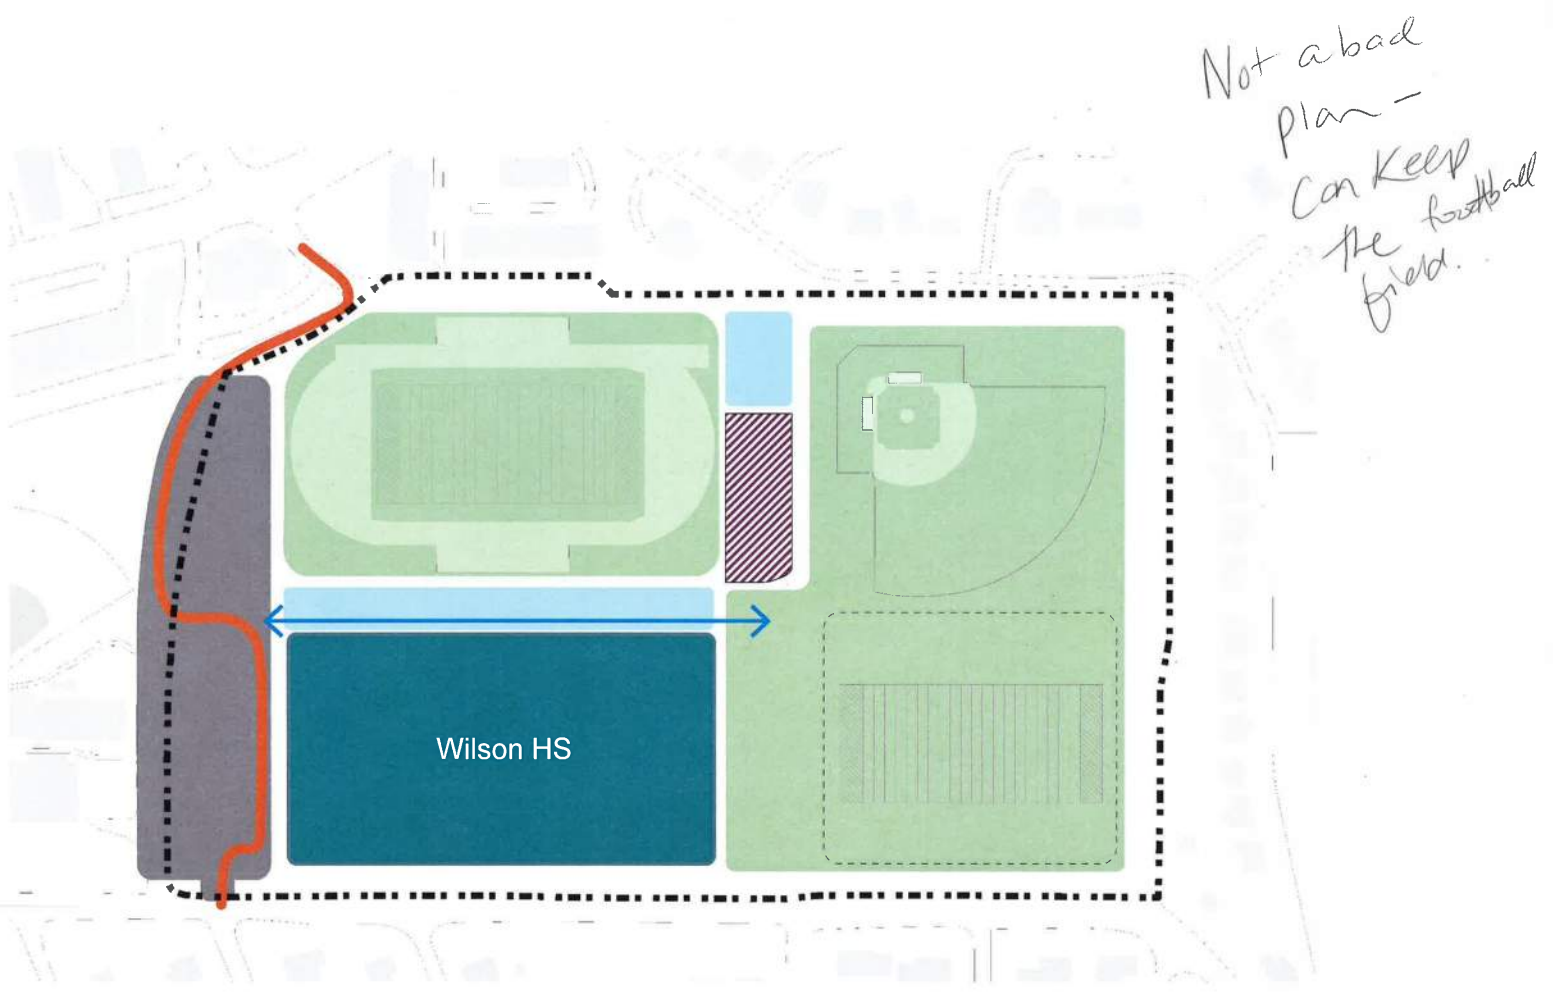 Not a bad
plan -
Can Keep
the football
field.
Wilson HS